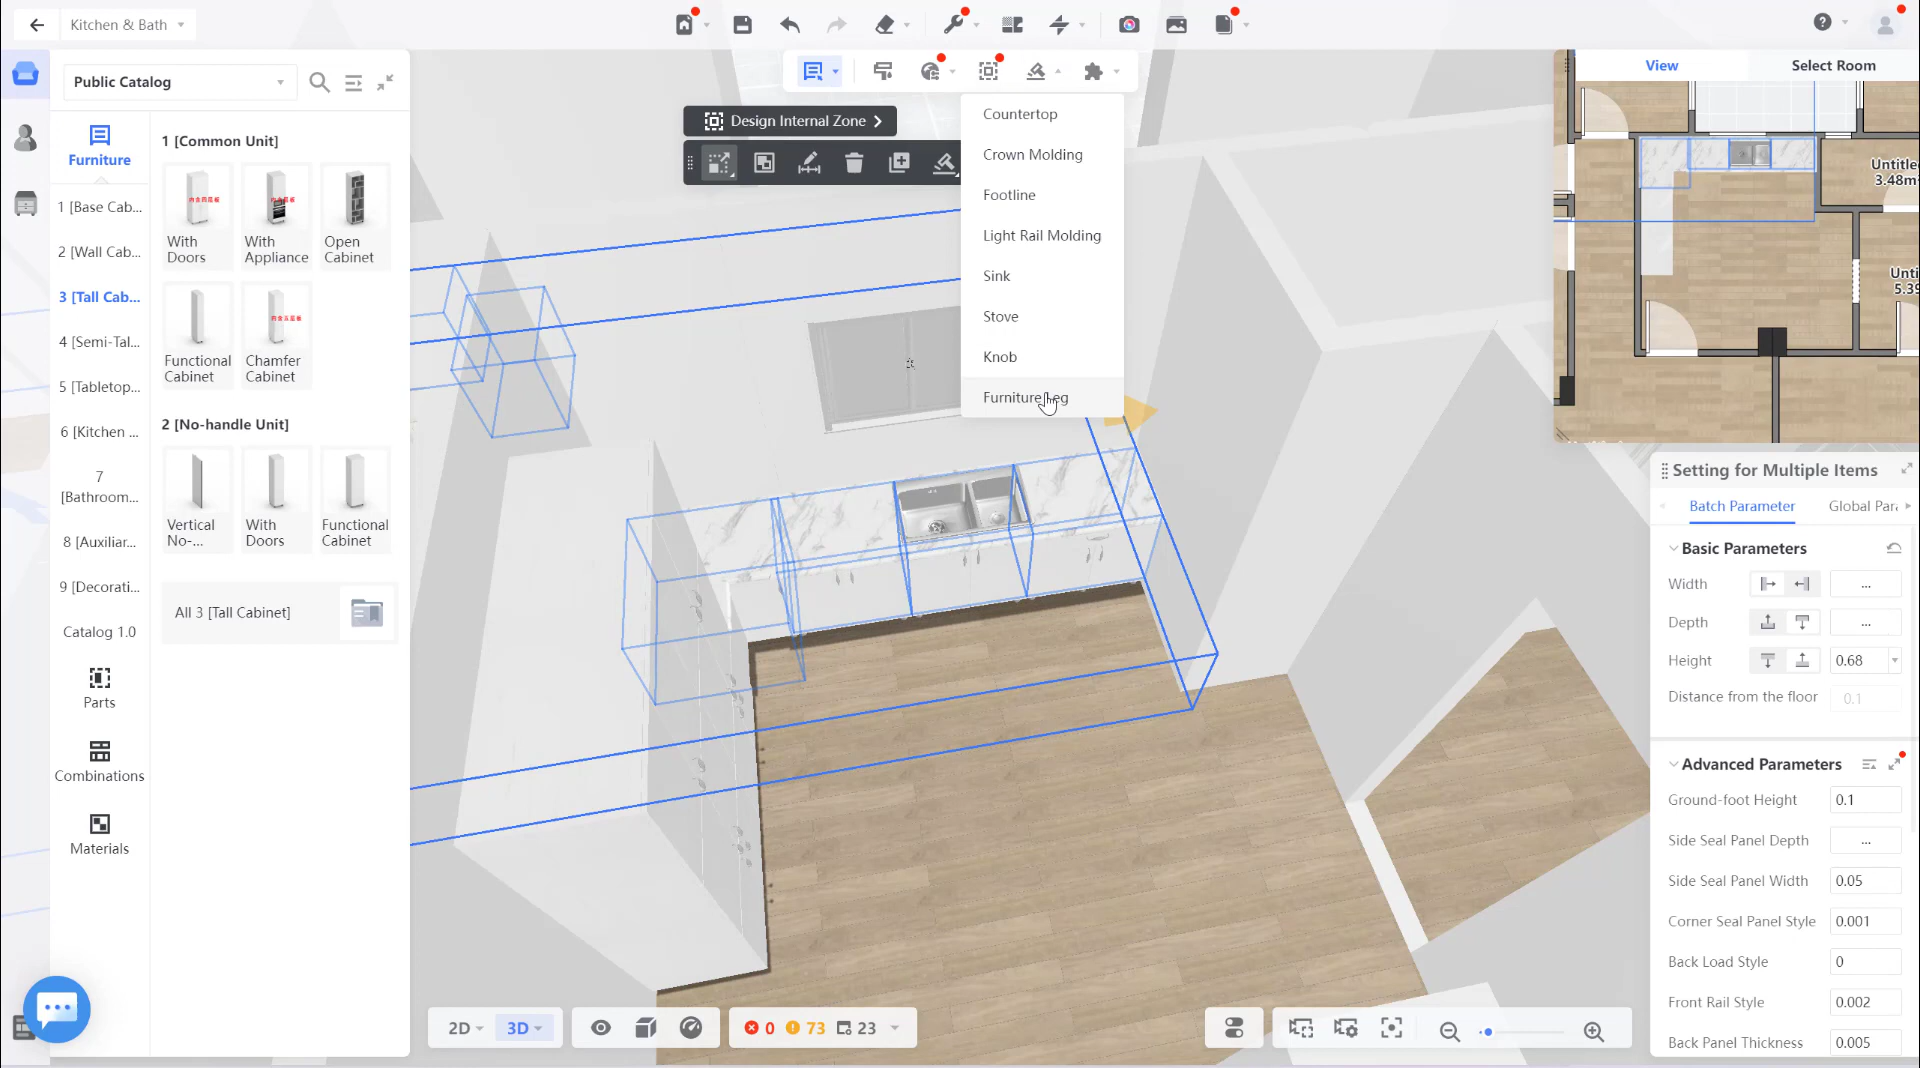 Kitchen & Bath
Public Catalog
Furniture
1 [Base Cab...
2 [Wall Cab...
3 [Tall Cab...
4 [Semi-Tal...
5 [Tabletop...
6 [Kitchen ...
7
[Bathroom...
8 [Auxiliar...
9 [Decorati...
Catalog 1.0
Parts
Combinations
Materials
1 [Common Unit]
With
Doors
With
Appliance
Open
Cabinet
Functional
Cabinet
Chamfer
Cabinet
2 [No-handle Unit]
Vertical
No-...
With
Doors
Functional
Cabinet
All 3 [Tall Cabinet]
Design Internal Zone
Countertop
Crown Molding
Footline
Light Rail Molding
Sink
Stove
Knob
Furniture Leg
View
Select Room
Untitle
3.48m
Unti
5.39
Setting for Multiple Items
Batch Parameter
Global Par
Basic Parameters
Width ...
Depth ...
Height 0.68
Distance from the floor 0.1
Advanced Parameters
Ground-foot Height 0.1
Side Seal Panel Depth ...
Side Seal Panel Width 0.05
Corner Seal Panel Style 0.001
Back Load Style 0
Front Rail Style 0.002
Back Panel Thickness 0.005
2D
3D
0
73
23